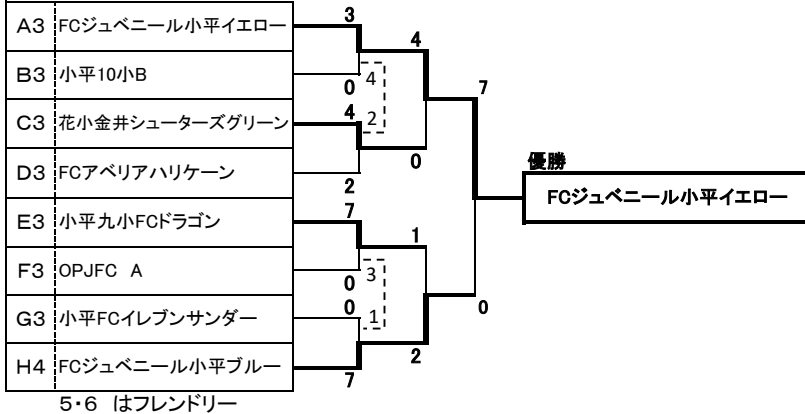 A3 FCジュベニール小平イエロー
B3 小平10小B
C3 花小金井シューターズグリーン
D3 FCアベリアハリケーン
E3 小平九小FCドラゴン
F3 OPJFC A
G3 小平FCイレブンサンダー
H4 FCジュベニール小平ブルー
5・6 はフレンドリー
3
0
4
2
7
0
0
7
4
2
3
1
4
0
1
2
7
0
優勝
FCジュベニール小平イエロー